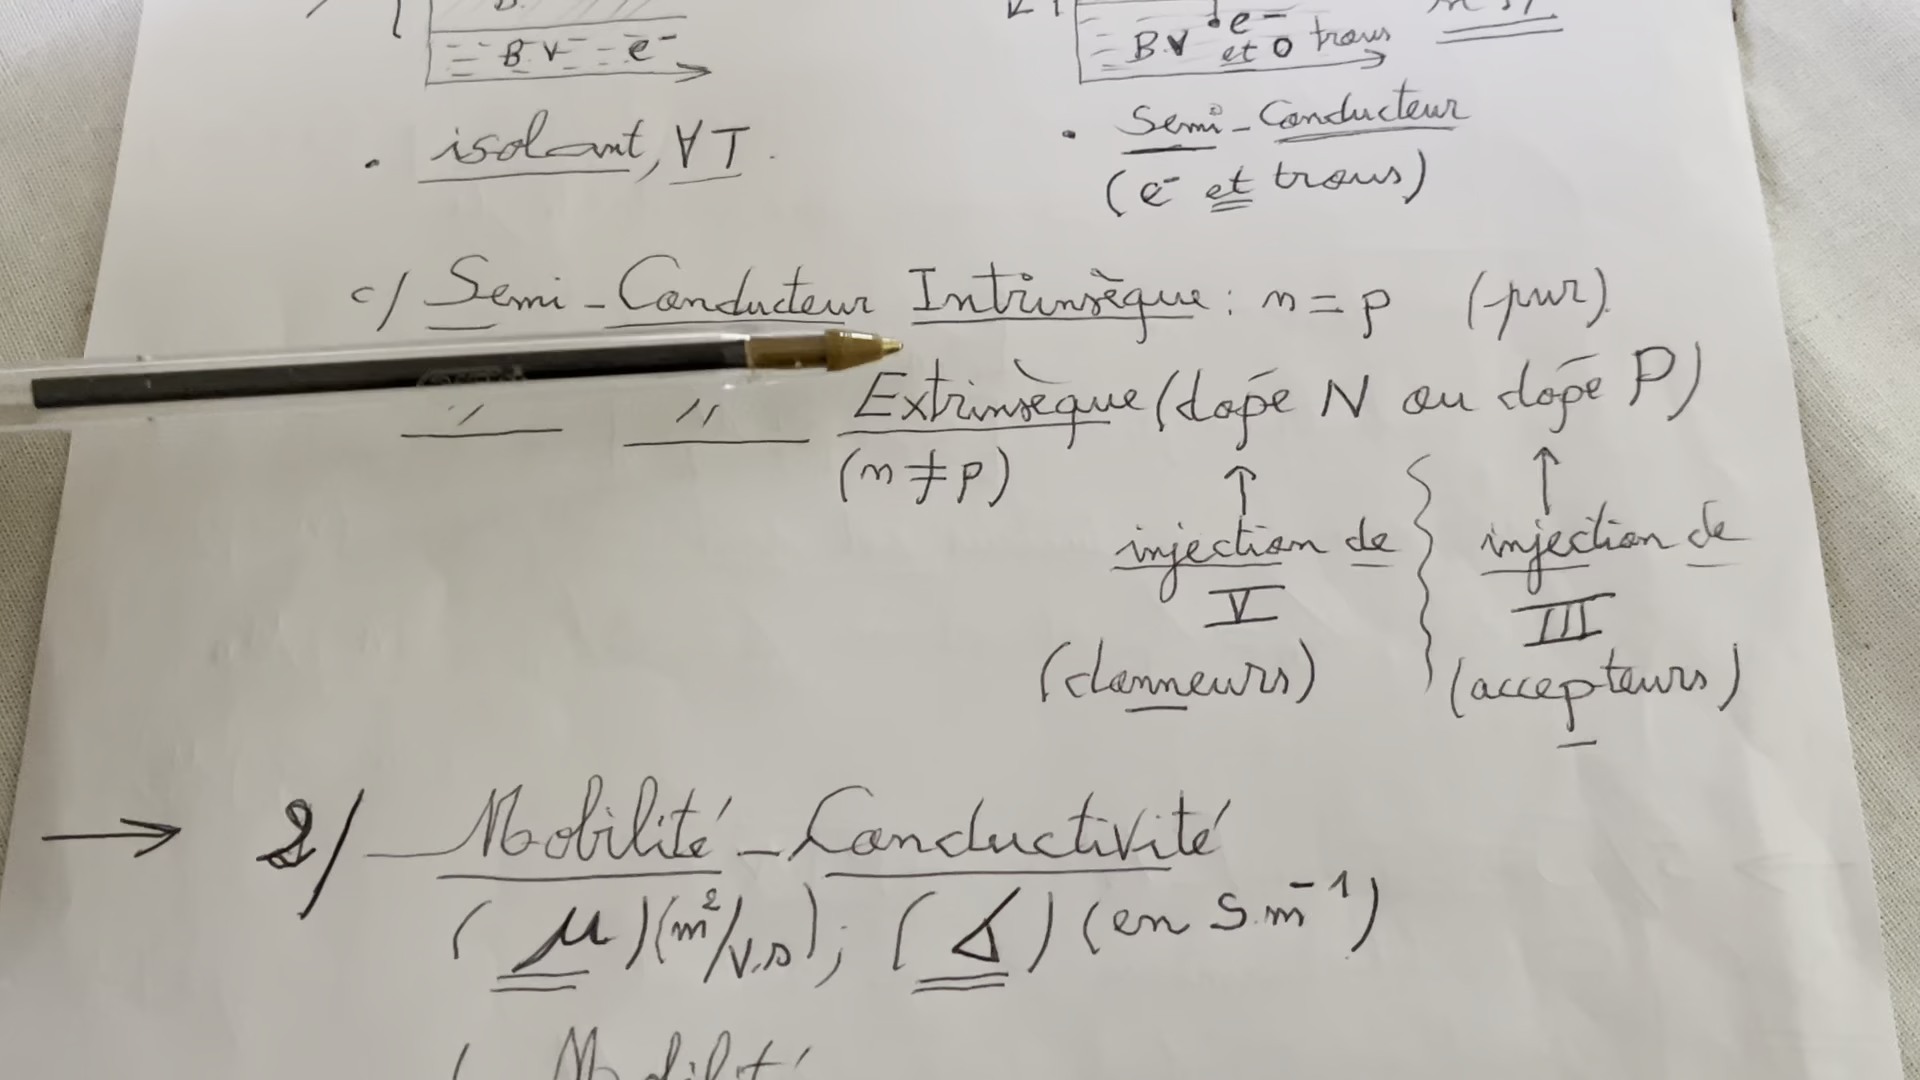 B.
B V e⁻
e⁻
B.V et o trous
• isolant, ∀T.
• Semi-Conducteur
(e⁻ et trous)
c/ Semi-Conducteur Intrinsèque: n = p (pur).
〃 〃 Extrinsèque (dopé N ou dopé P)
(n ≠ p)
↑ ↑
injection de injection de
V III
(donneurs) (accepteurs)
→ 2/ Mobilité - Conductivité
(μ)(m²/V.s); (σ) (en S.m⁻¹)
Mobilité